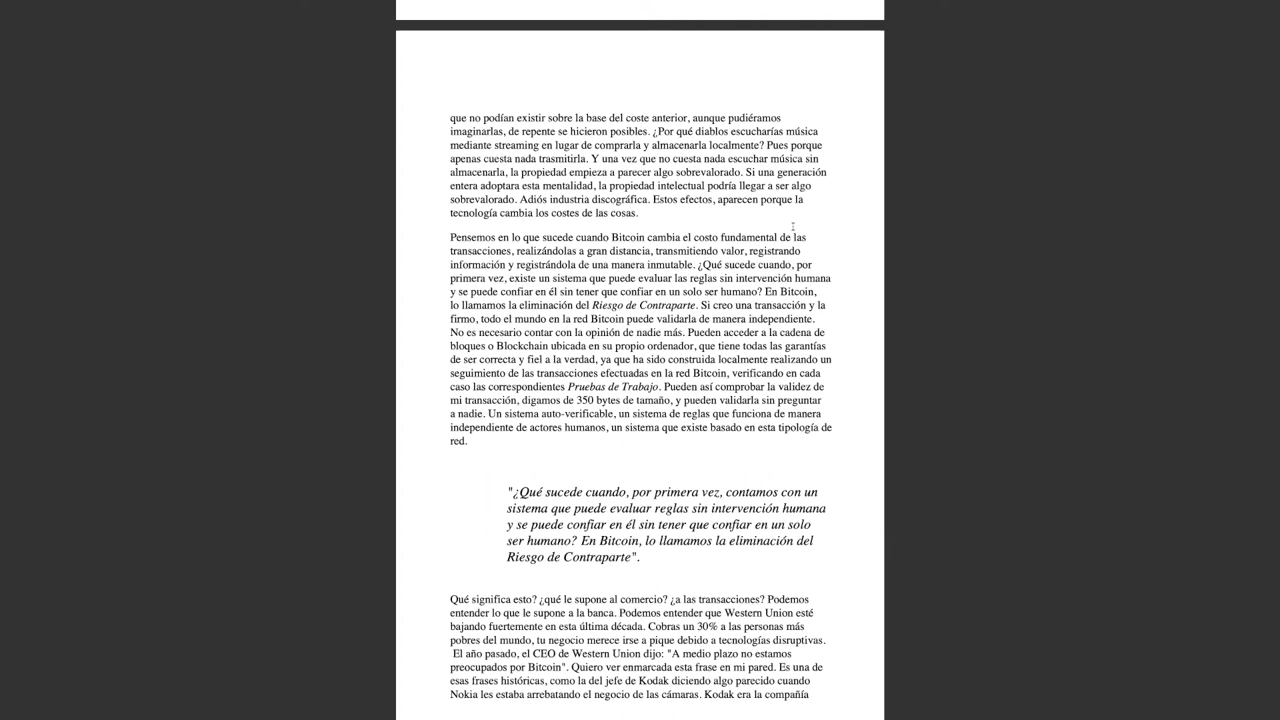 que no podían existir sobre la base del coste anterior, aunque pudiéramos
imaginarlas, de repente se hicieron posibles. ¿Por qué diablos escucharías música
mediante streaming en lugar de comprarla y almacenarla localmente? Pues porque
apenas cuesta nada trasmitirla. Y una vez que no cuesta nada escuchar música sin
almacenarla, la propiedad empieza a parecer algo sobrevalorado. Si una generación
entera adoptara esta mentalidad, la propiedad intelectual podría llegar a ser algo
sobrevalorado. Adiós industria discográfica. Estos efectos, aparecen porque la
tecnología cambia los costes de las cosas.
Pensemos en lo que sucede cuando Bitcoin cambia el costo fundamental de las
transacciones, realizándolas a gran distancia, transmitiendo valor, registrando
información y registrándola de una manera inmutable. ¿Qué sucede cuando, por
primera vez, existe un sistema que puede evaluar las reglas sin intervención humana
y se puede confiar en él sin tener que confiar en un solo ser humano? En Bitcoin,
lo llamamos la eliminación del Riesgo de Contraparte. Si creo una transacción y la
firmo, todo el mundo en la red Bitcoin puede validarla de manera independiente.
No es necesario contar con la opinión de nadie más. Pueden acceder a la cadena de
bloques o Blockchain ubicada en su propio ordenador, que tiene todas las garantías
de ser correcta y fiel a la verdad, ya que ha sido construida localmente realizando un
seguimiento de las transacciones efectuadas en la red Bitcoin, verificando en cada
caso las correspondientes Pruebas de Trabajo. Pueden así comprobar la validez de
mi transacción, digamos de 350 bytes de tamaño, y pueden validarla sin preguntar
a nadie. Un sistema auto-verificable, un sistema de reglas que funciona de manera
independiente de actores humanos, un sistema que existe basado en esta tipología de
red.
"¿Qué sucede cuando, por primera vez, contamos con un
sistema que puede evaluar reglas sin intervención humana
y se puede confiar en él sin tener que confiar en un solo
ser humano? En Bitcoin, lo llamamos la eliminación del
Riesgo de Contraparte".
Qué significa esto? ¿qué le supone al comercio? ¿a las transacciones? Podemos
entender lo que le supone a la banca. Podemos entender que Western Union esté
bajando fuertemente en esta última década. Cobras un 30% a las personas más
pobres del mundo, tu negocio merece irse a pique debido a tecnologías disruptivas.
El año pasado, el CEO de Western Union dijo: "A medio plazo no estamos
preocupados por Bitcoin". Quiero ver enmarcada esta frase en mi pared. Es una de
esas frases históricas, como la del jefe de Kodak diciendo algo parecido cuando
Nokia les estaba arrebatando el negocio de las cámaras. Kodak era la compañía